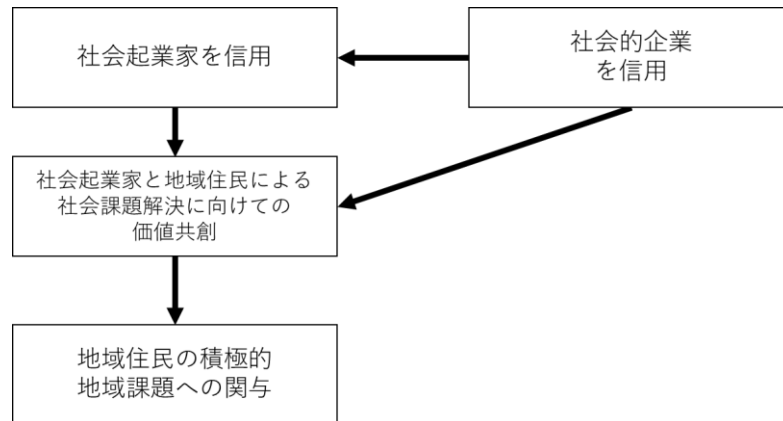 社会起業家を信用
社会的企業
を信用
社会起業家と地域住民による
社会課題解決に向けての
価値共創
地域住民の積極的
地域課題への関与